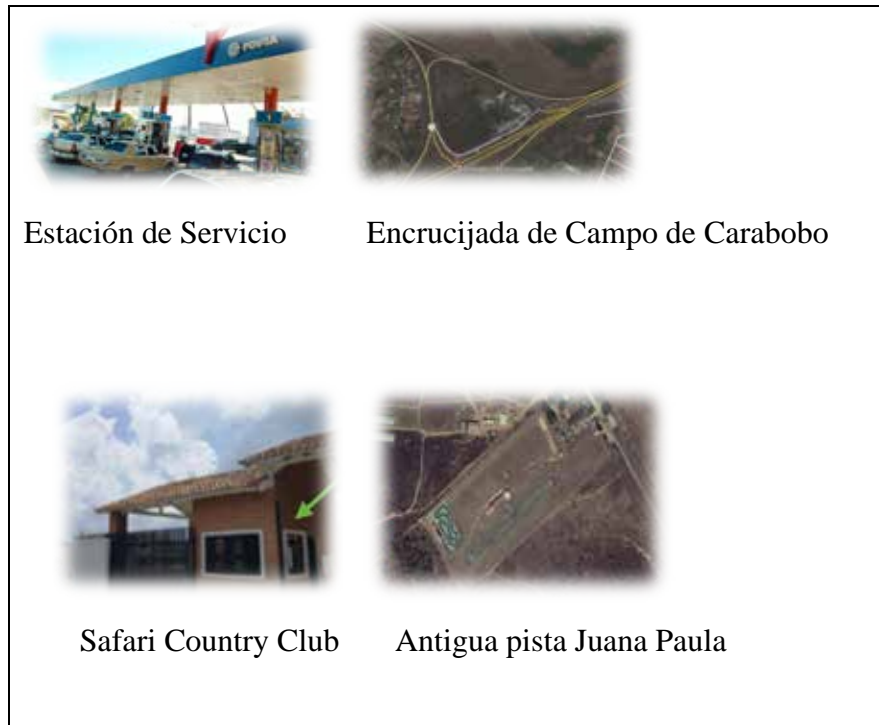 Estación de Servicio
Encrucijada de Campo de Carabobo
Safari Country Club
Antigua pista Juana Paula